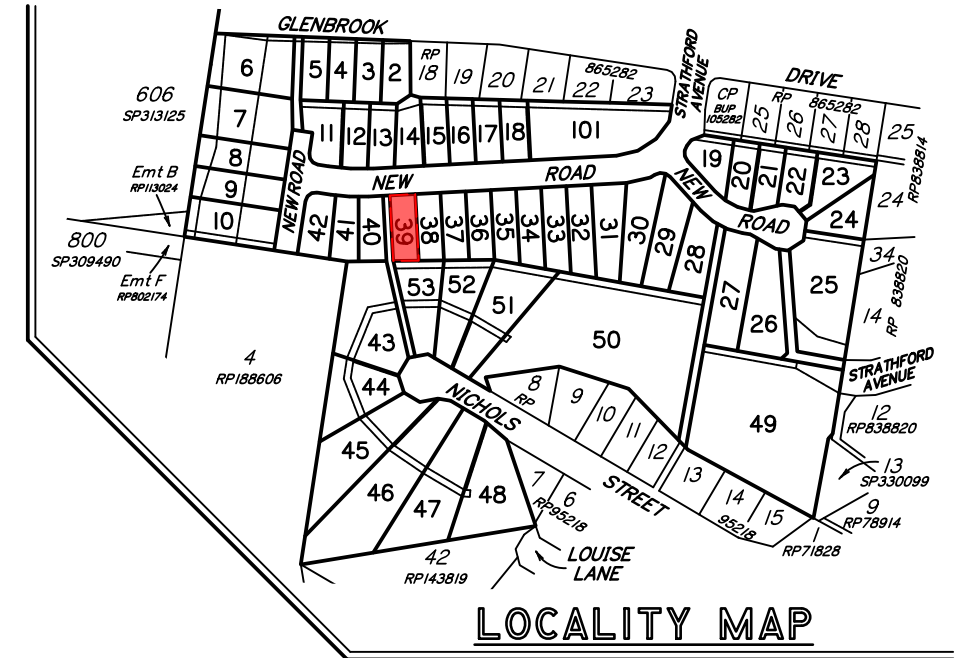 GLENBROOK
DRIVE
STRATHFORD
AVENUE
6
5 4 3 2
RP
18 19 20 21 22 23
865282
CP
BUP
105282
RP 865282
25 26 27 28
25
RP838814
24
606
SP313125
7
11 12 13 14 15 16 17 18 101
8
9
10
NEW ROAD
NEW ROAD
NEW
ROAD
19 20 21 22 23
24
Emt B
RP113024
800
SP309490
Emt F
RP802174
42 41 40 39 38 37 36 35 34 33 32 31 30 29 28
27
26
25
34
RP 838820
14
53 52 51
50
43
44
45
46
47
48
4
RP188606
NICHOLS
STREET
8
RP
9 10 11 12 13 14 15
95218
49
STRATHFORD
AVENUE
12
RP838820
13
SP330099
9
RP78914
RP71828
1
7
6
RP95218
42
RP143819
LOUISE
LANE
LOCALITY MAP